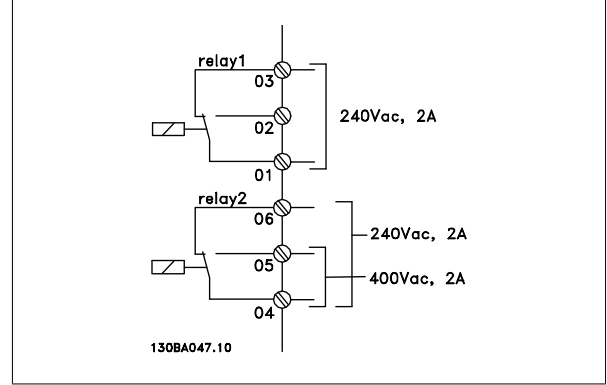 relay1
03
02
240Vac, 2A
01
relay2
06
240Vac, 2A
05
400Vac, 2A
04
130BA047.10